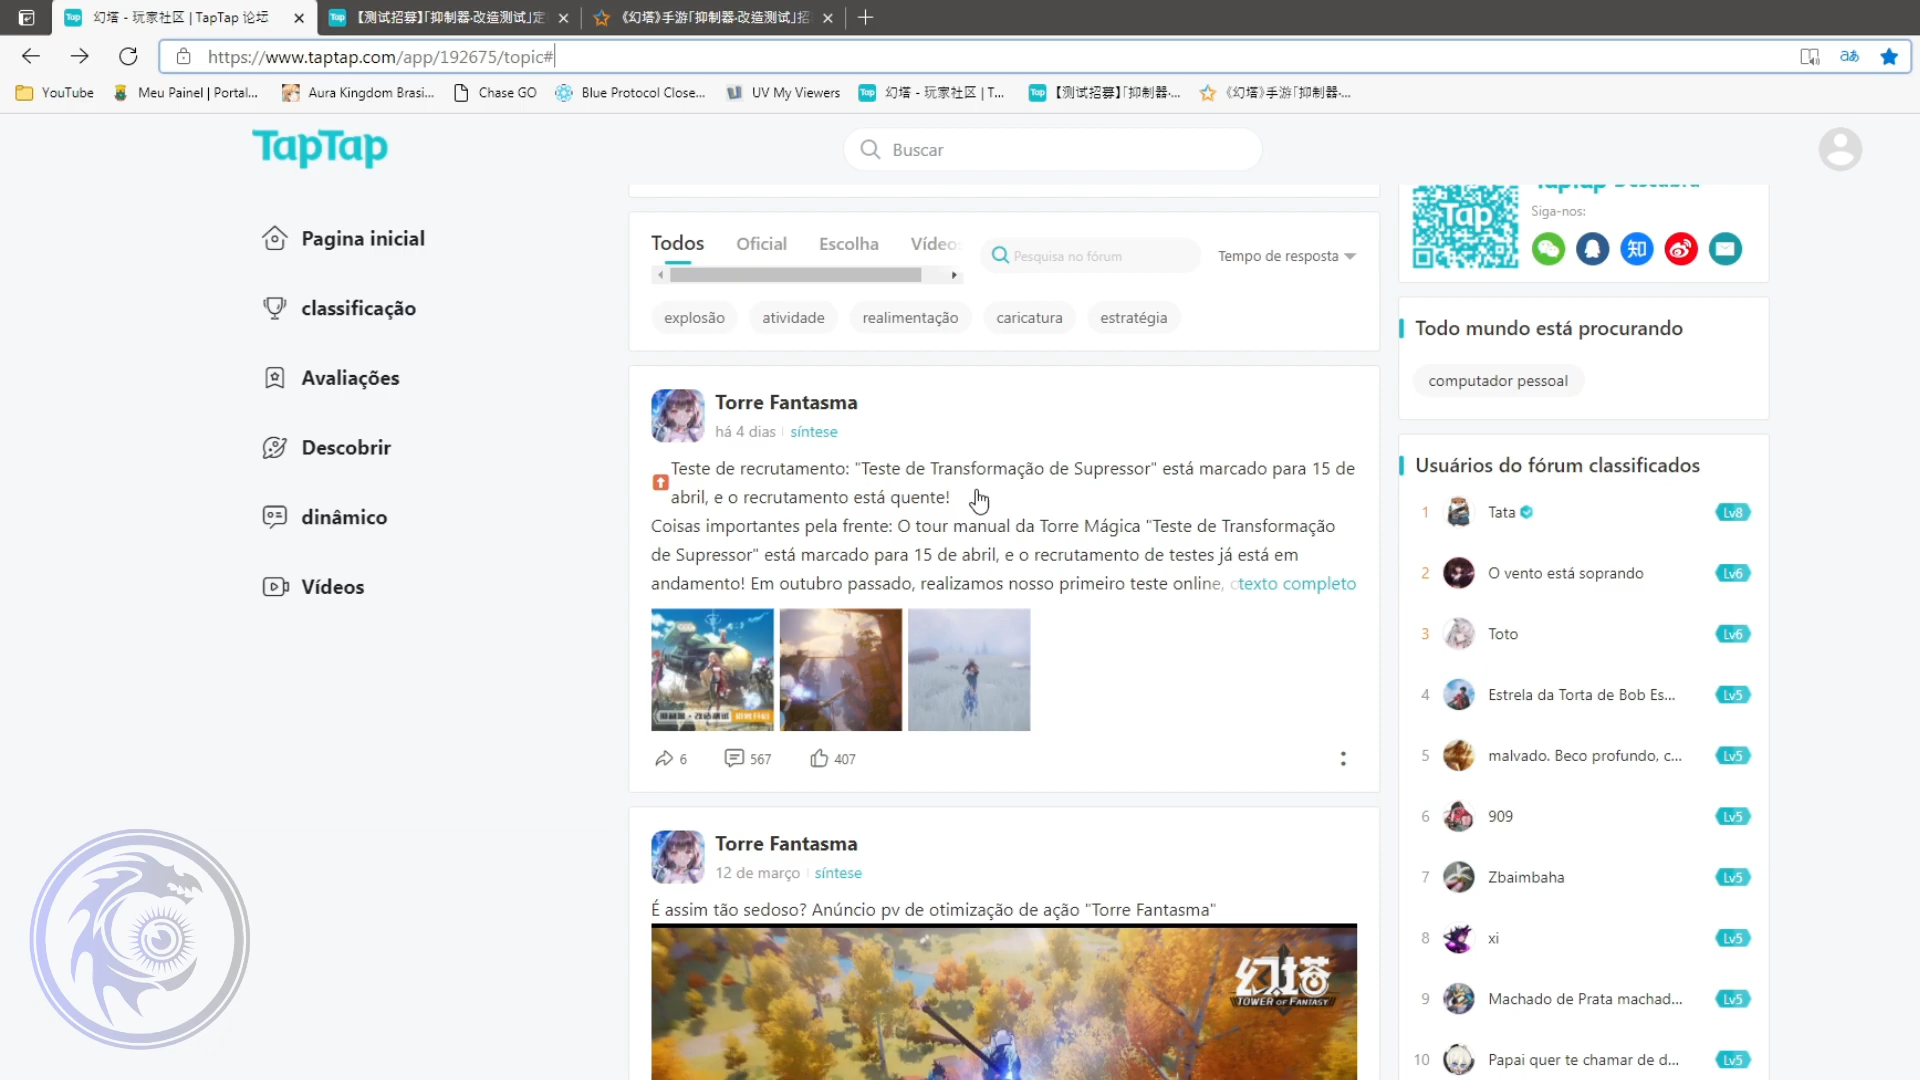 幻塔 - 玩家社区 | TapTap 论坛
【测试招募】「抑制器·改造测试」定
《幻塔》手游「抑制器·改造测试」招
https://www.taptap.com/app/192675/topic#
aあ
YouTube
Meu Painel | Portal...
Aura Kingdom Brasi...
Chase GO
Blue Protocol Close...
UV My Viewers
幻塔 - 玩家社区 | T...
【测试招募】「抑制器·...
《幻塔》手游「抑制器·...
TapTap
Buscar
Pagina inicial
classificação
Avaliações
Descobrir
dinâmico
Vídeos
Todos
Oficial
Escolha
Vídeo
Pesquisa no fórum
Tempo de resposta
explosão
atividade
realimentação
caricatura
estratégia
Torre Fantasma
há 4 dias
síntese
Teste de recrutamento: "Teste de Transformação de Supressor" está marcado para 15 de
abril, e o recrutamento está quente!
Coisas importantes pela frente: O tour manual da Torre Mágica "Teste de Transformação
de Supressor" está marcado para 15 de abril, e o recrutamento de testes já está em
andamento! Em outubro passado, realizamos nosso primeiro teste online, texto completo
6
567
407
Torre Fantasma
12 de março
síntese
É assim tão sedoso? Anúncio pv de otimização de ação "Torre Fantasma"
幻塔
TOWER OF FANTASY
Tap
TapTap Descubra
Siga-nos:
知
Todo mundo está procurando
computador pessoal
Usuários do fórum classificados
1 Tata Lv8
2 O vento está soprando Lv6
3 Toto Lv6
4 Estrela da Torta de Bob Es... Lv5
5 malvado. Beco profundo, c... Lv5
6 909 Lv5
7 Zbaimbaha Lv5
8 xi Lv5
9 Machado de Prata machad... Lv5
10 Papai quer te chamar de d... Lv5